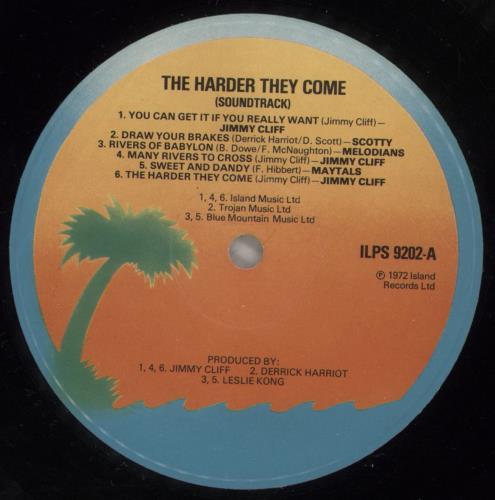 THE HARDER THEY COME
(SOUNDTRACK)
1. YOU CAN GET IT IF YOU REALLY WANT (Jimmy Cliff)—
JIMMY CLIFF
2. DRAW YOUR BRAKES (Derrick Harriot/D. Scott)—SCOTTY
3. RIVERS OF BABYLON (B. Dowe/F. McNaughton)—MELODIANS
4. MANY RIVERS TO CROSS (Jimmy Cliff)—JIMMY CLIFF
5. SWEET AND DANDY (F. Hibbert)—MAYTALS
6. THE HARDER THEY COME (Jimmy Cliff)—JIMMY CLIFF
1, 4, 6. Island Music Ltd
2. Trojan Music Ltd
3, 5. Blue Mountain Music Ltd
ILPS 9202-A
℗ 1972 Island
Records Ltd
PRODUCED BY:
1, 4, 6. JIMMY CLIFF 2. DERRICK HARRIOT
3, 5. LESLIE KONG